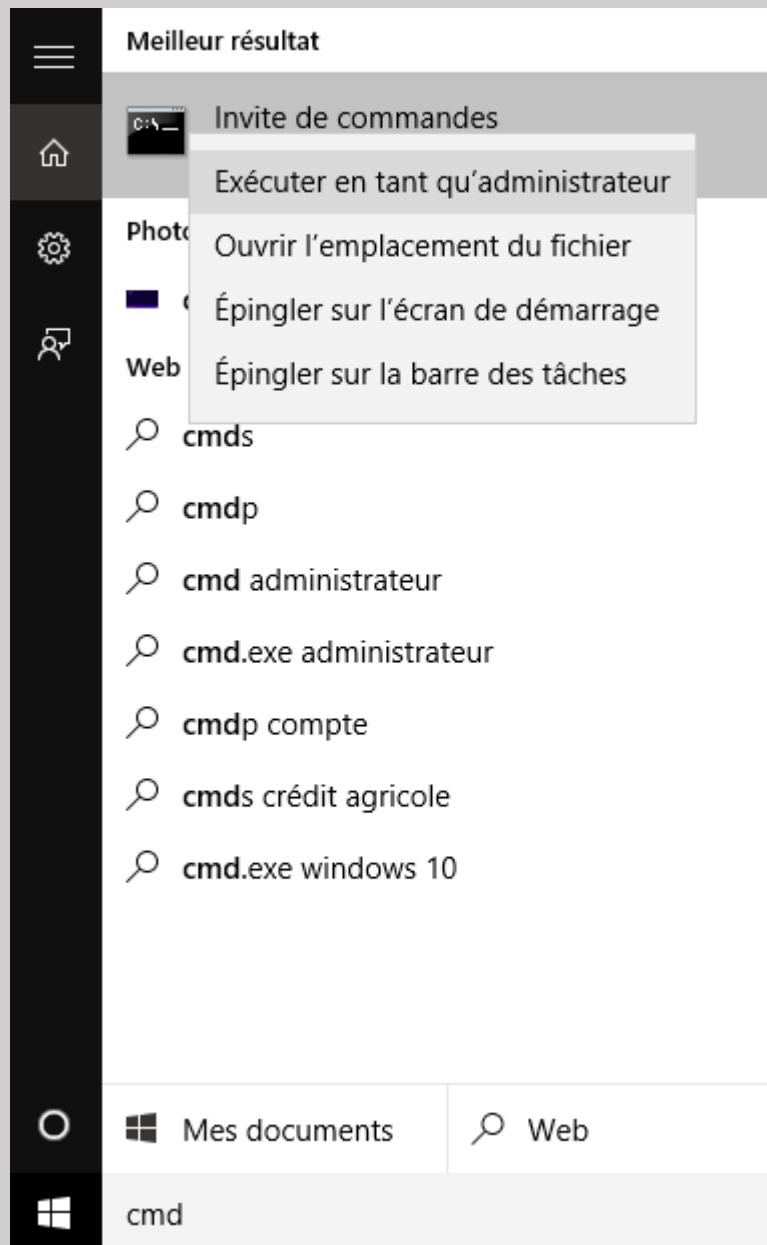 Meilleur résultat
C:\
Invite de commandes
Exécuter en tant qu'administrateur
Ouvrir l'emplacement du fichier
Épingler sur l'écran de démarrage
Épingler sur la barre des tâches
Web
cmds
cmdp
cmd administrateur
cmd.exe administrateur
cmdp compte
cmds crédit agricole
cmd.exe windows 10
Mes documents
Web
cmd